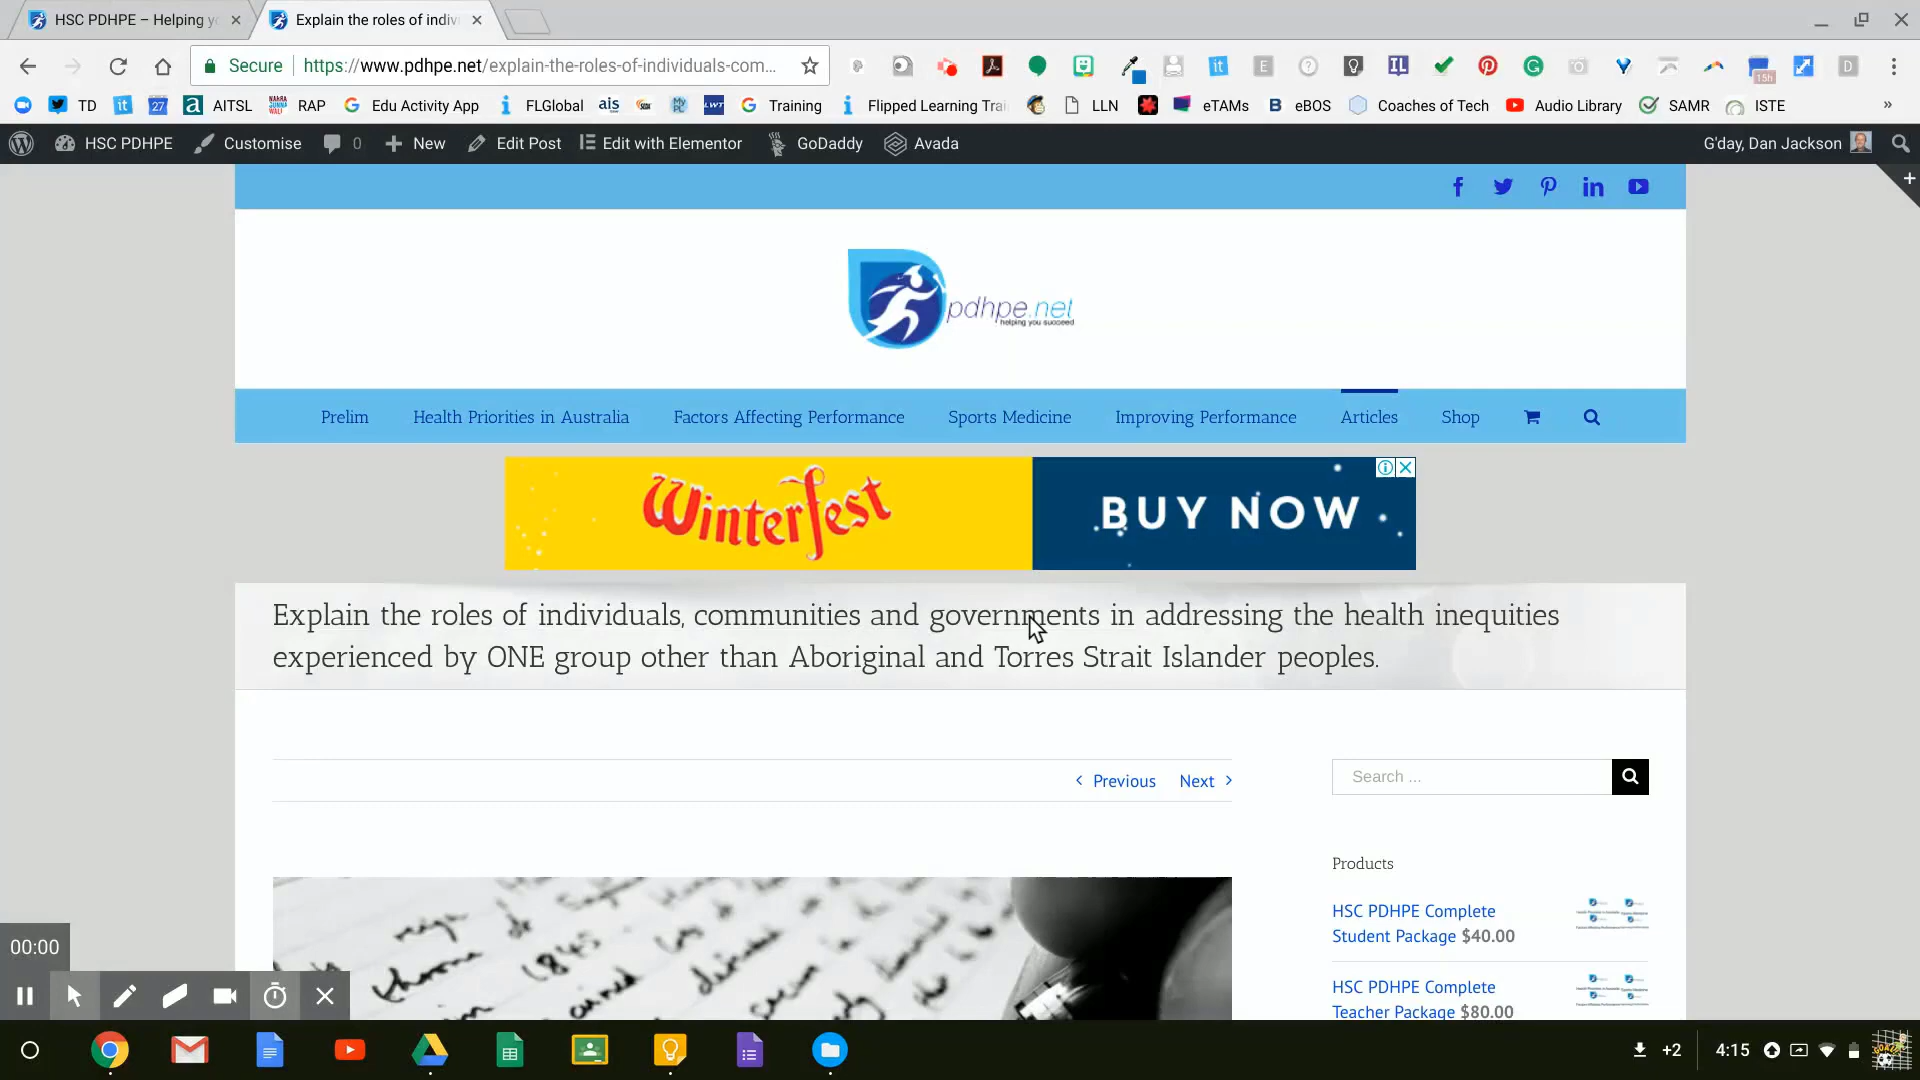 HSC PDHPE – Helping y
Explain the roles of indiv
Secure https://www.pdhpe.net/explain-the-roles-of-individuals-com...
15h
TD AITSL RAP Edu Activity App FLGlobal ais Training Flipped Learning Trai LLN eTAMs eBOS Coaches of Tech Audio Library SAMR ISTE »
HSC PDHPE Customise 0 New Edit Post Edit with Elementor GoDaddy Avada G'day, Dan Jackson
pdhpe.net
helping you succeed
Prelim Health Priorities in Australia Factors Affecting Performance Sports Medicine Improving Performance Articles Shop
Winterfest BUY NOW
Explain the roles of individuals, communities and governments in addressing the health inequities
experienced by ONE group other than Aboriginal and Torres Strait Islander peoples.
Previous Next
Search ...
Products
HSC PDHPE Complete
Student Package $40.00
HSC PDHPE Complete
Teacher Package $80.00
00:00
+2 4:15